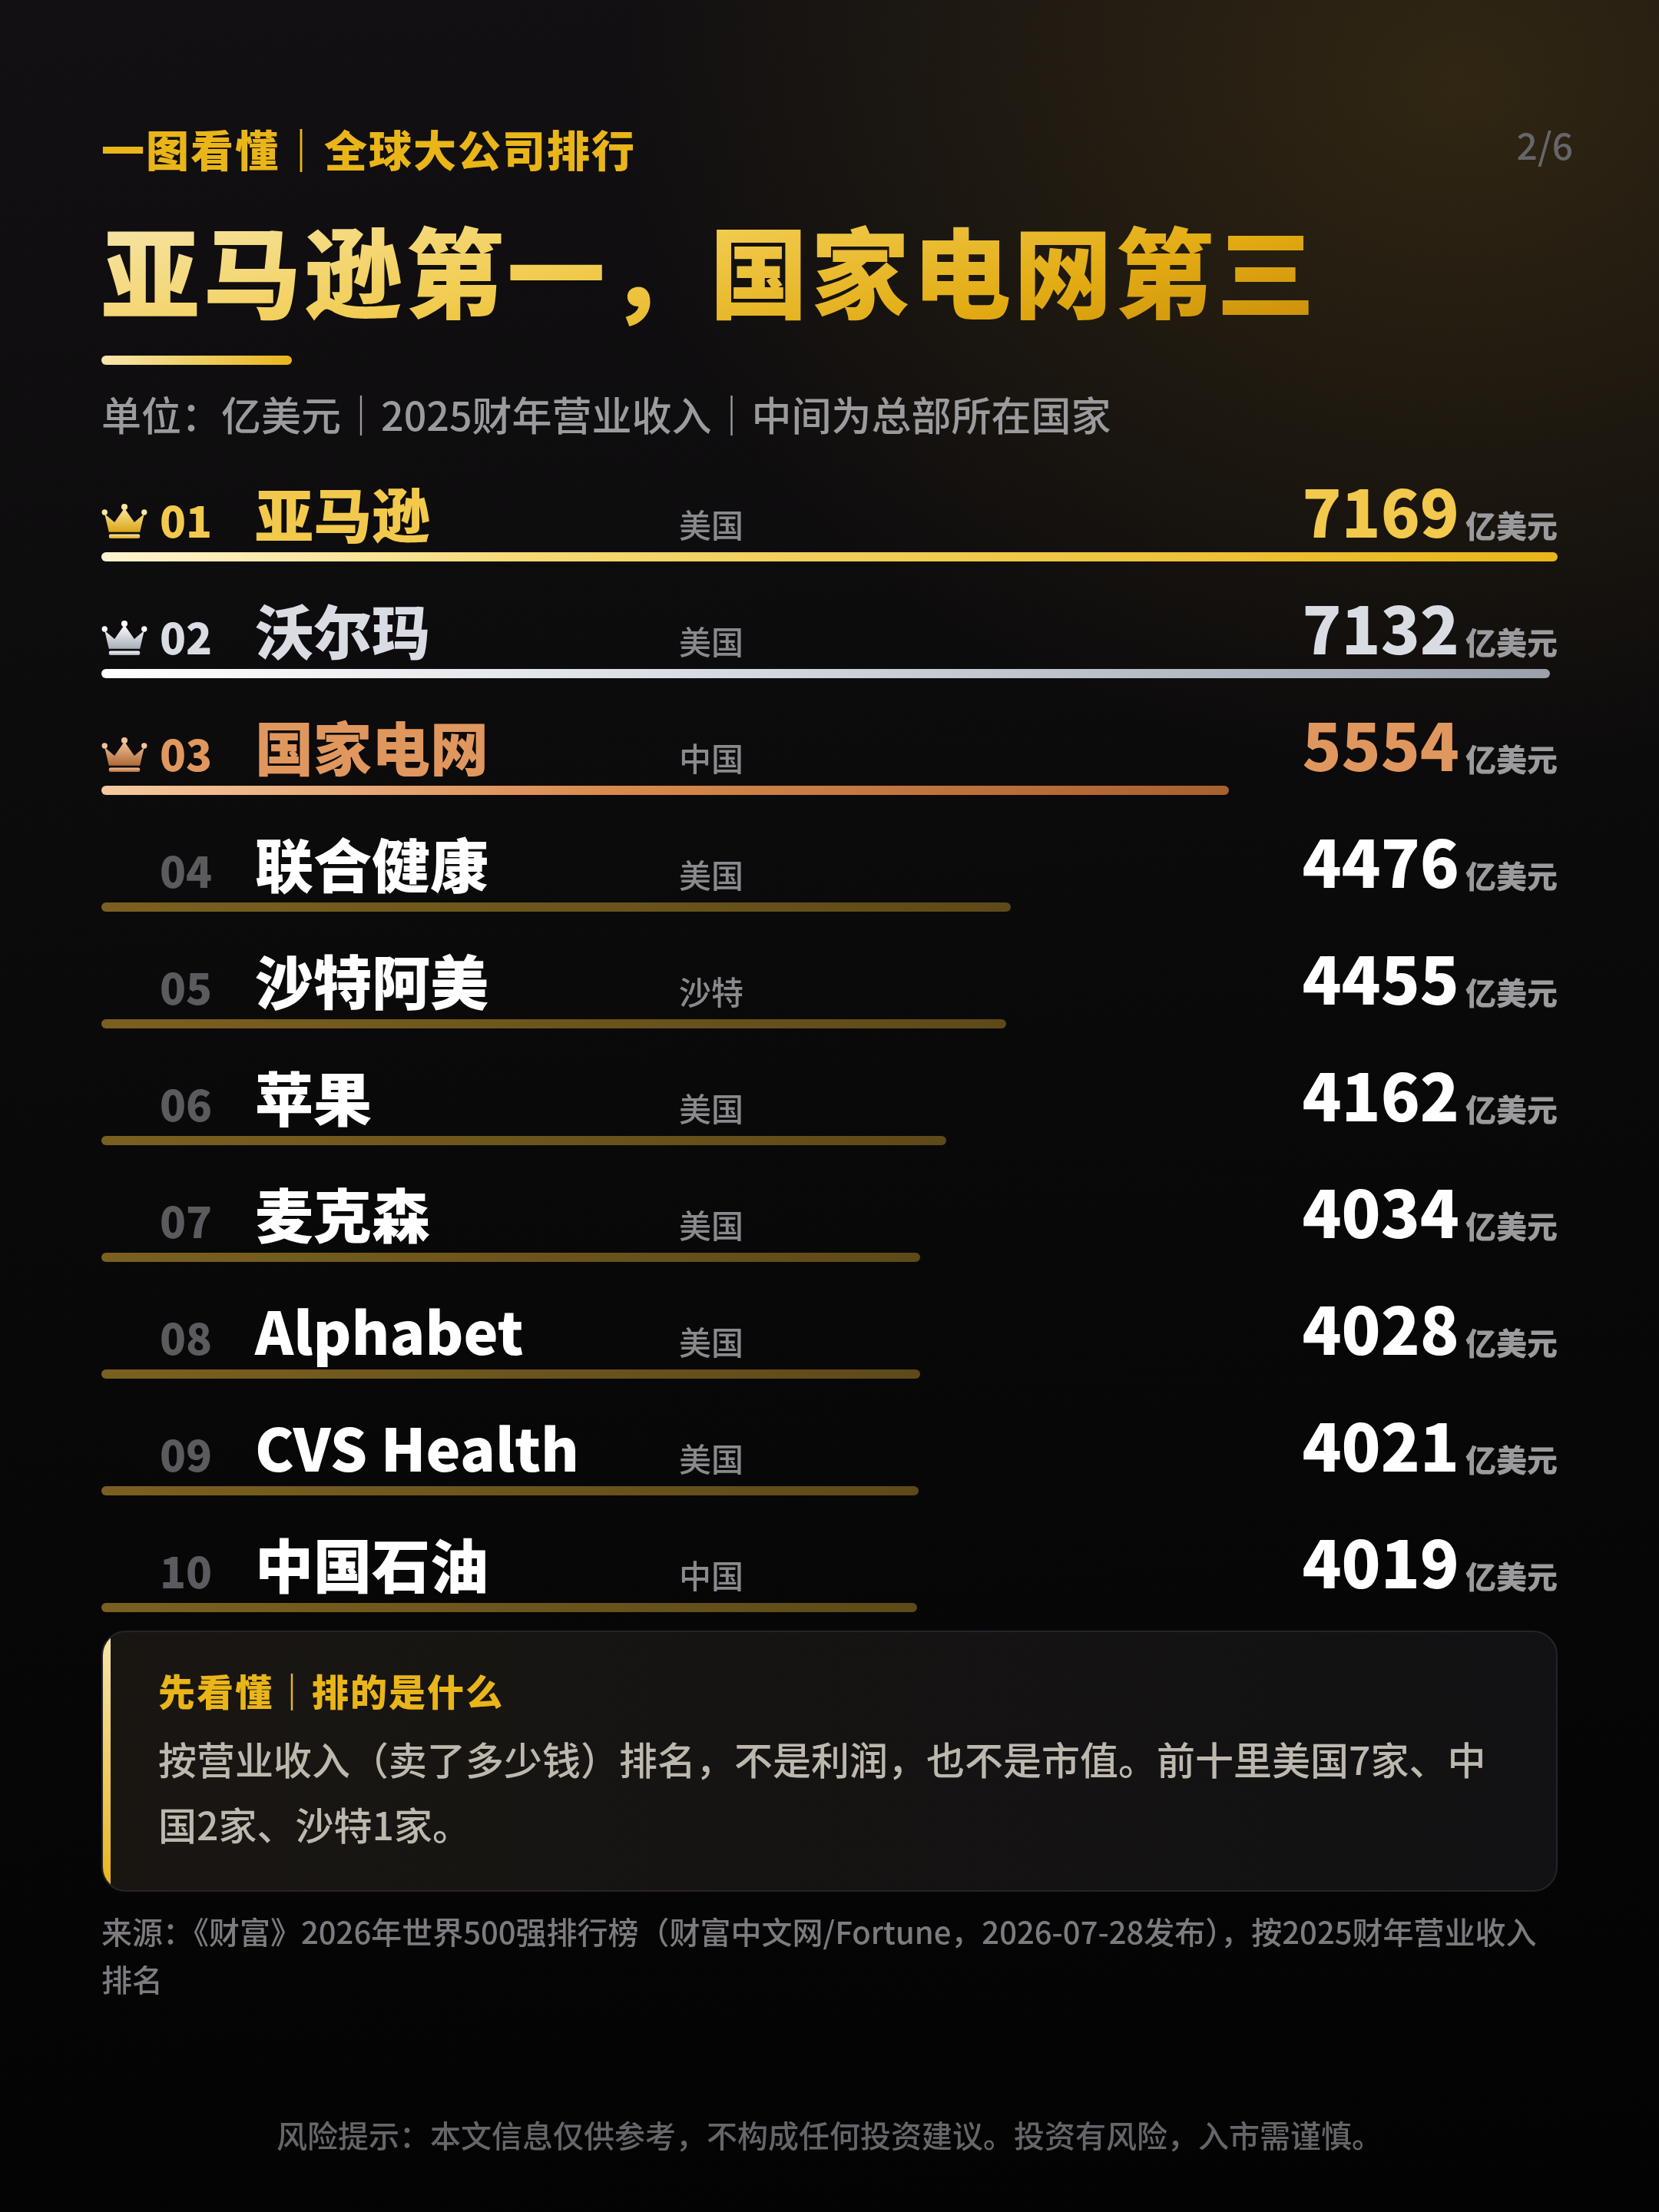 一图看懂｜全球大公司排行
2/6
亚马逊第一，国家电网第三
单位：亿美元｜2025财年营业收入｜中间为总部所在国家
01 亚马逊 美国 7169 亿美元
02 沃尔玛 美国 7132 亿美元
03 国家电网 中国 5554 亿美元
04 联合健康 美国 4476 亿美元
05 沙特阿美 沙特 4455 亿美元
06 苹果 美国 4162 亿美元
07 麦克森 美国 4034 亿美元
08 Alphabet 美国 4028 亿美元
09 CVS Health 美国 4021 亿美元
10 中国石油 中国 4019 亿美元
先看懂｜排的是什么
按营业收入（卖了多少钱）排名，不是利润，也不是市值。前十里美国7家、中
国2家、沙特1家。
来源：《财富》2026年世界500强排行榜（财富中文网/Fortune，2026-07-28发布），按2025财年营业收入
排名
风险提示：本文信息仅供参考，不构成任何投资建议。投资有风险，入市需谨慎。